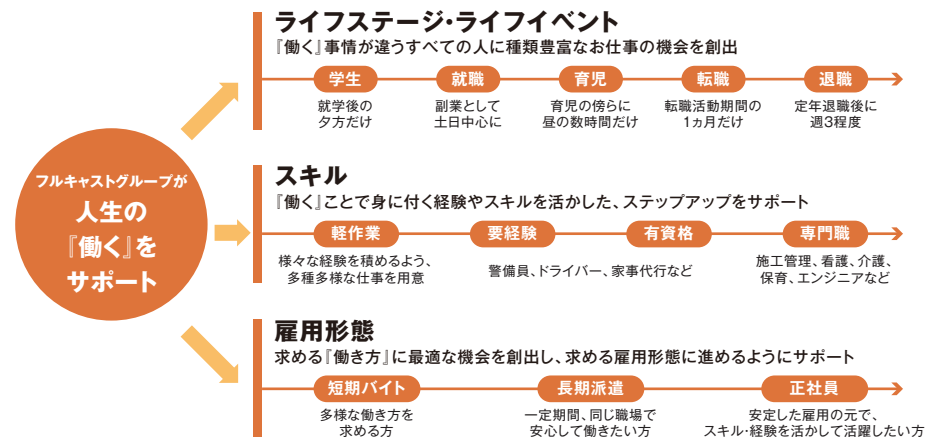 フルキャストグループが
人生の
『働く』を
サポート
ライフステージ・ライフイベント
『働く』事情が違うすべての人に種類豊富なお仕事の機会を創出
学生
就職
育児
転職
退職
就学後の
夕方だけ
副業として
土日中心に
育児の傍らに
昼の数時間だけ
転職活動期間の
1ヵ月だけ
定年退職後に
週3程度
スキル
『働く』ことで身に付く経験やスキルを活かした、ステップアップをサポート
軽作業
要経験
有資格
専門職
様々な経験を積めるよう、
多種多様な仕事を用意
警備員、ドライバー、家事代行など
施工管理、看護、介護、
保育、エンジニアなど
雇用形態
求める『働き方』に最適な機会を創出し、求める雇用形態に進めるようにサポート
短期バイト
長期派遣
正社員
多様な働き方を
求める方
一定期間、同じ職場で
安心して働きたい方
安定した雇用の元で、
スキル・経験を活かして活躍したい方